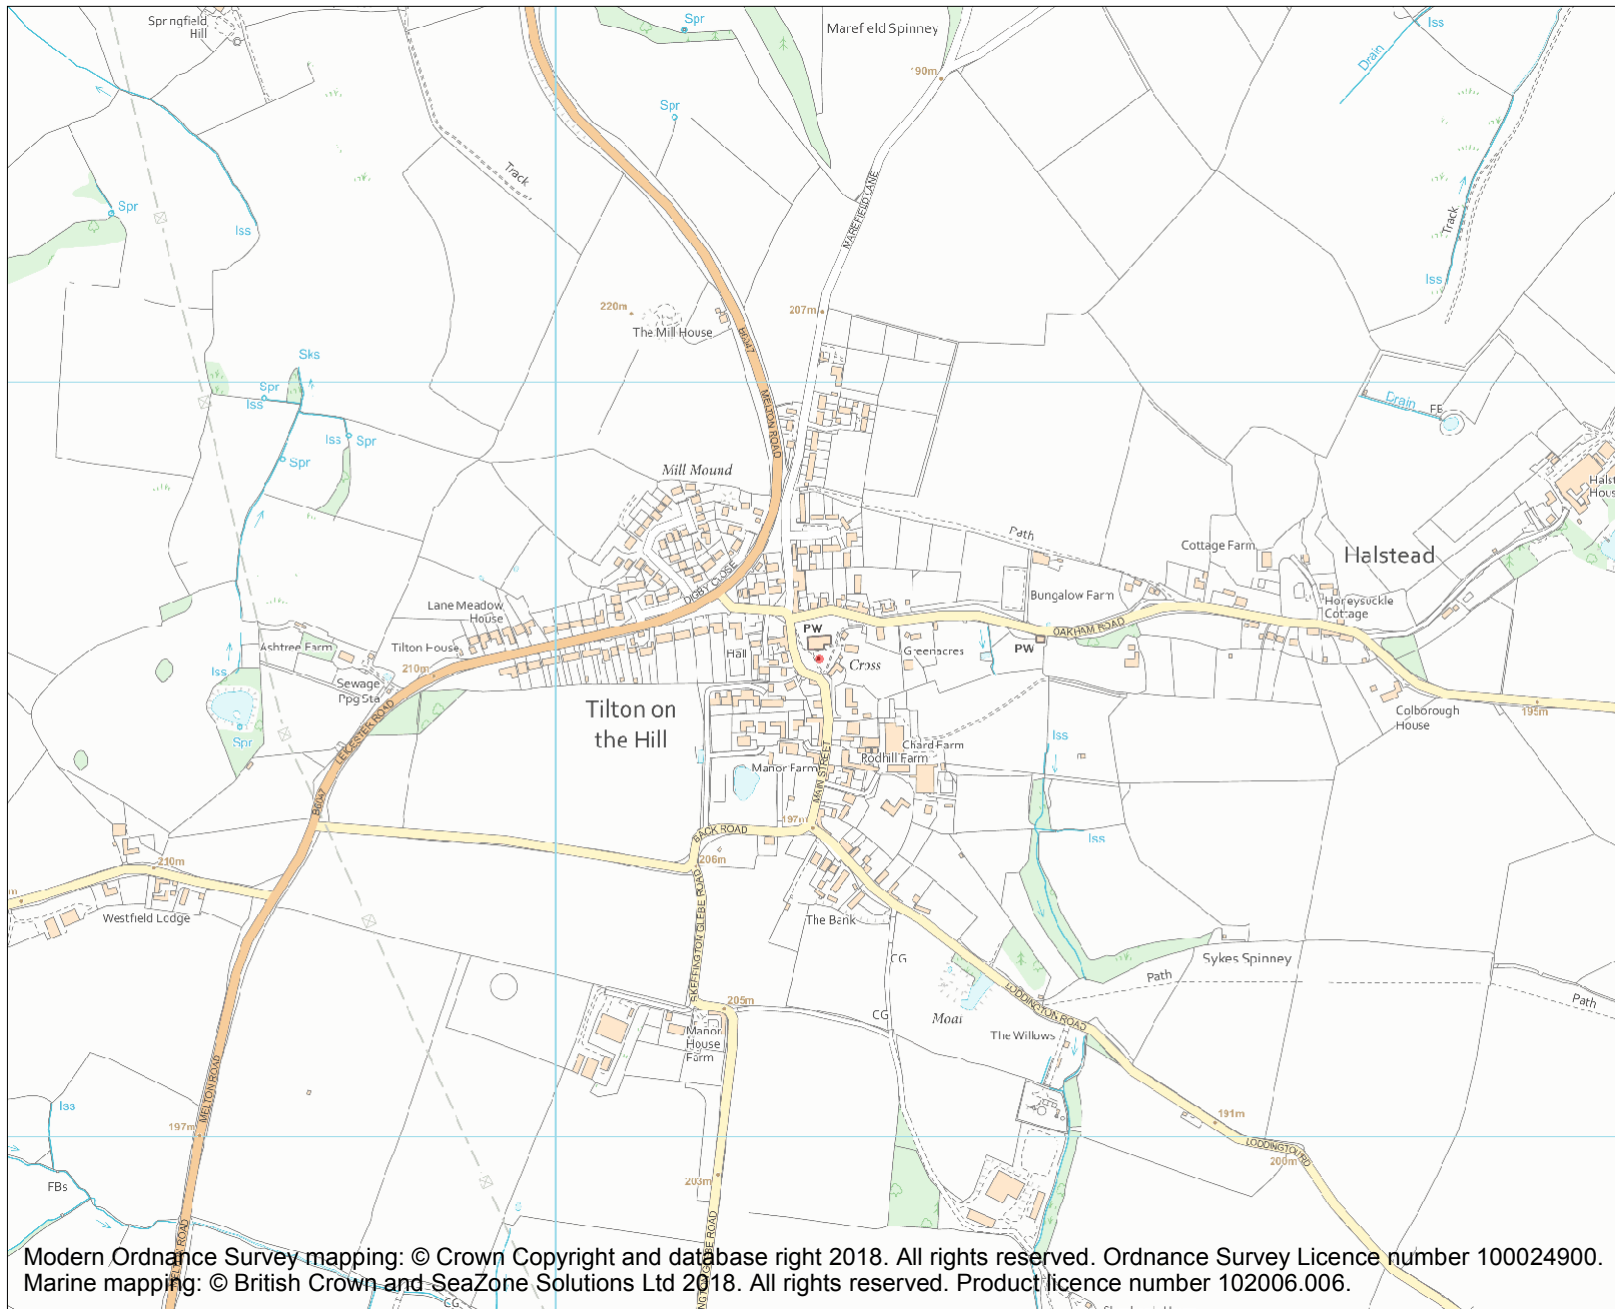 Springfield
Hill
Spr
Marefield Spinney
Iss
Drain
190m
Spr
Track
Spr
Iss
MAREFIELD LANE
Track
Iss
220m
207m
The Mill House
B6047
Sks
Spr
Iss
MELTON ROAD
Drain
Iss
Spr
Spr
Mill Mound
Path
Cottage Farm
Halstead
DIGBY CLOSE
Bungalow Farm
Lane Meadow
House
Honeysuckle
Cottage
PW
OAKHAM ROAD
Ashtree Farm
Tilton House
Hall
Cross
Greenacres
PW
210m
Iss
Sewage
Ppg Sta
Tilton on
the Hill
LEICESTER ROAD
Colborough
House
195m
Spr
Iss
Chard Farm
Rodhill Farm
Manor Farm
MAIN STREET
B6047
197m
BACK ROAD
Iss
210m
206m
Westfield Lodge
SKEFFINGTON GLEBE ROAD
The Bank
CG
Sykes Spinney
Path
Path
LODDINGTON ROAD
205m
CG
Moat
Manor
House
Farm
The Willows
MELTON ROAD
Iss
191m
197m
LODDINGTON RD
200m
203m
FBs
Modern Ordnance Survey mapping: © Crown Copyright and database right 2018. All rights reserved. Ordnance Survey Licence number 100024900.
Marine mapping: © British Crown and SeaZone Solutions Ltd 2018. All rights reserved. Product licence number 102006.006.
CG